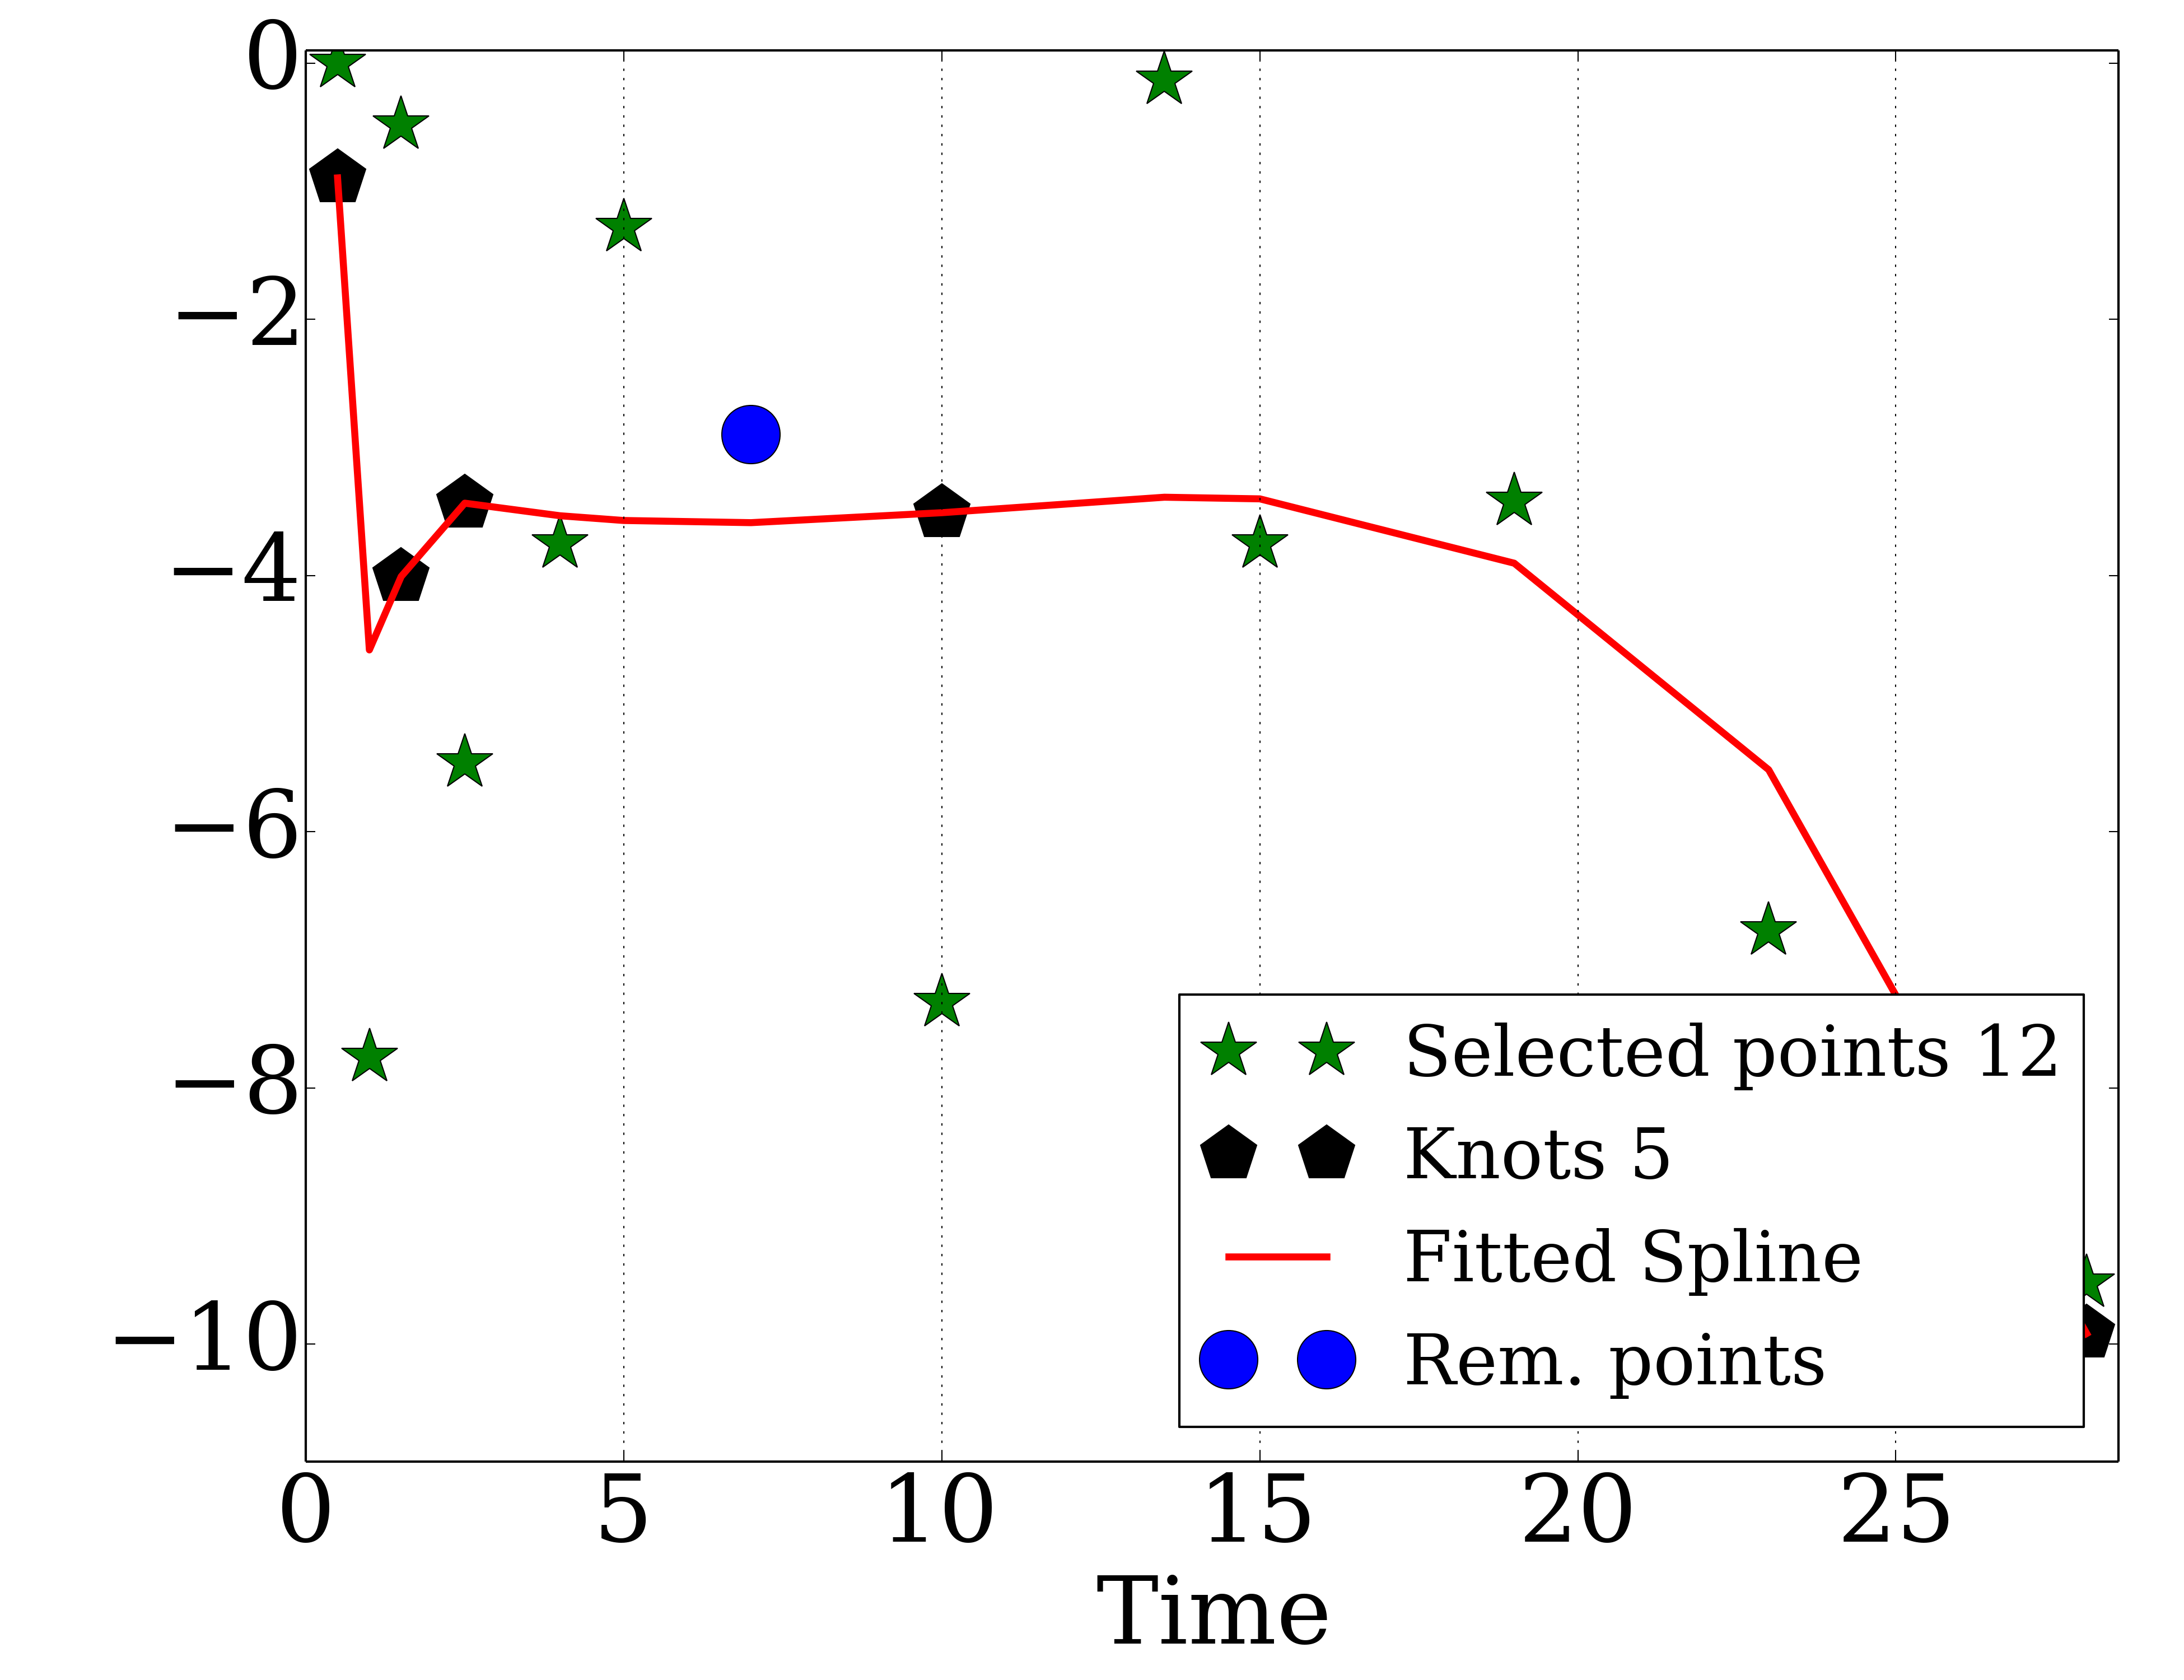 0
−2
−4
−6
−8
−10
Selected points 12
Knots 5
Fitted Spline
Rem. points
0 5 10 15 20 25
Time